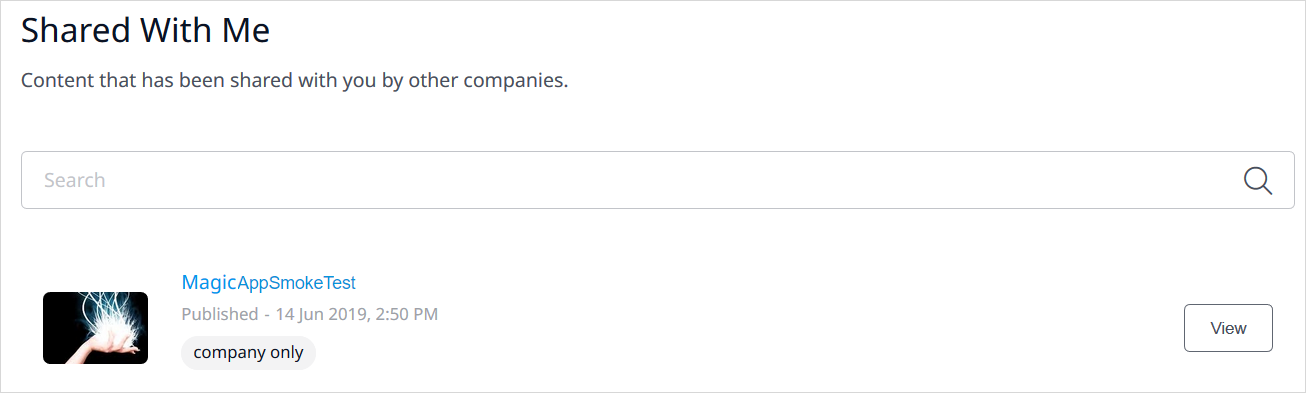 Shared With Me
Content that has been shared with you by other companies.
Search
MagicAppSmokeTest
Published - 14 Jun 2019, 2:50 PM
View
company only